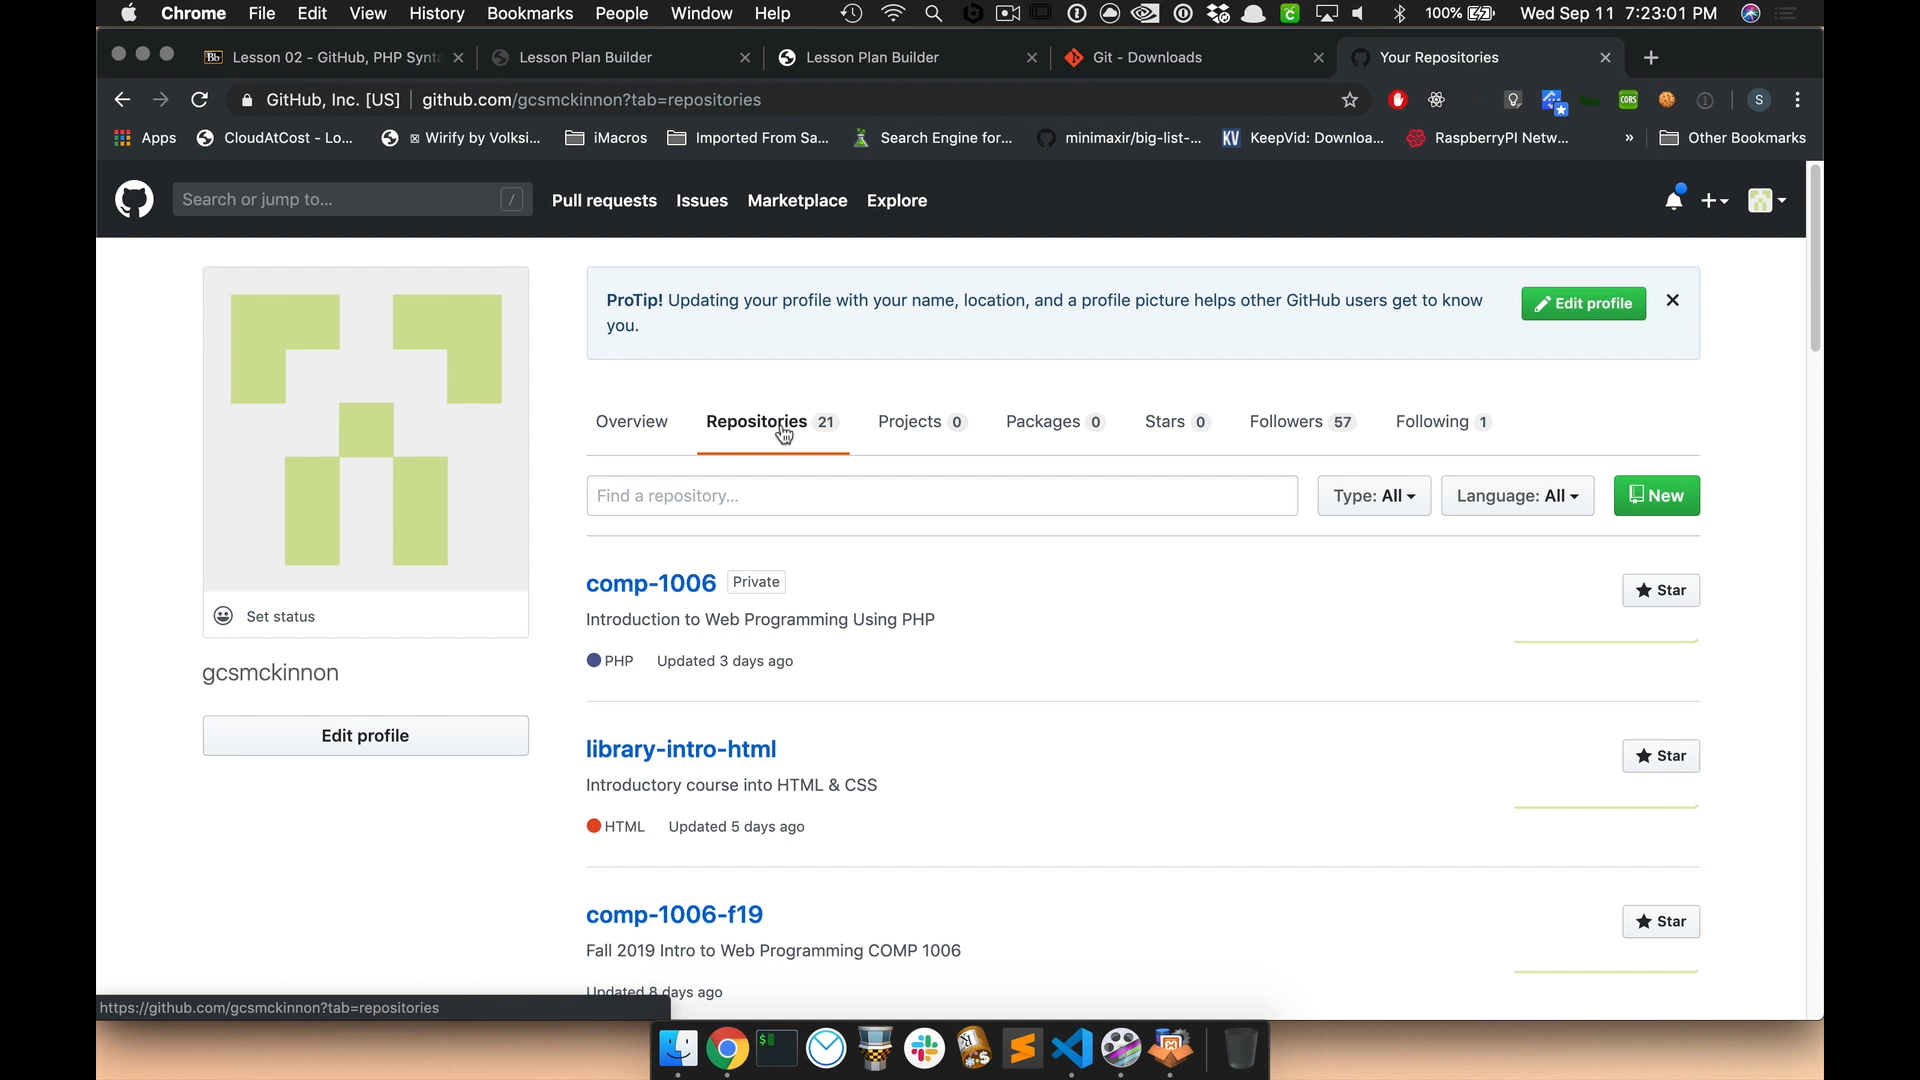 Chrome File Edit View History Bookmarks People Window Help 100% Wed Sep 11 7:23:01 PM
Bb Lesson 02 - GitHub, PHP Synta
Lesson Plan Builder
Lesson Plan Builder
Git - Downloads
Your Repositories
GitHub, Inc. [US] github.com/gcsmckinnon?tab=repositories
CORS
S
Apps CloudAtCost - Lo... Wirify by Volksi... iMacros Imported From Sa... Search Engine for... minimaxir/big-list-... KV KeepVid: Downloa... RaspberryPI Netw... » Other Bookmarks
Search or jump to... /
Pull requests Issues Marketplace Explore
ProTip! Updating your profile with your name, location, and a profile picture helps other GitHub users get to know
you.
Edit profile
Overview Repositories 21 Projects 0 Packages 0 Stars 0 Followers 57 Following 1
Find a repository...
Type: All
Language: All
New
comp-1006 Private
Star
Introduction to Web Programming Using PHP
PHP Updated 3 days ago
Set status
gcsmckinnon
Edit profile
library-intro-html
Star
Introductory course into HTML & CSS
HTML Updated 5 days ago
comp-1006-f19
Star
Fall 2019 Intro to Web Programming COMP 1006
Updated 8 days ago
https://github.com/gcsmckinnon?tab=repositories